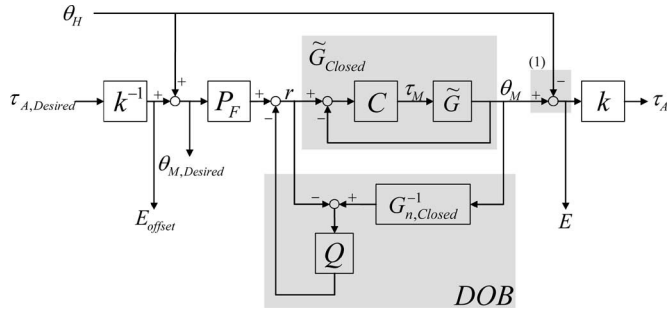 θ_H
G̃_Closed
(1)
τ_A,Desired
k^-1
P_F
r
C
τ_M
G̃
θ_M
k
τ_A
+
+
+
−
+
−
+
−
θ_M,Desired
E_offset
−
+
G^-1_n,Closed
E
Q
DOB